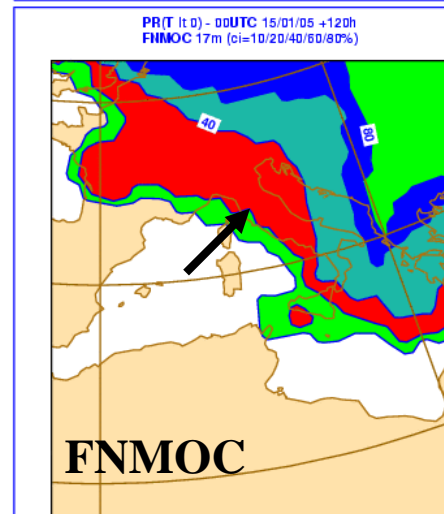 PR(T lt 0) - 00UTC 15/01/05 +120h
FNMOC 17m (ci=10/20/40/60/80%)
40
80
FNMOC